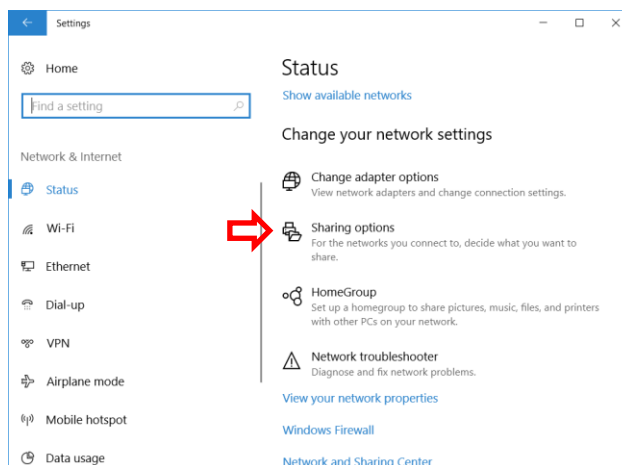 Settings
Home
Find a setting
Network & Internet
Status
Wi-Fi
Ethernet
Dial-up
VPN
Airplane mode
Mobile hotspot
Data usage
Status
Show available networks
Change your network settings
Change adapter options
View network adapters and change connection settings.
Sharing options
For the networks you connect to, decide what you want to
share.
HomeGroup
Set up a homegroup to share pictures, music, files, and printers
with other PCs on your network.
Network troubleshooter
Diagnose and fix network problems.
View your network properties
Windows Firewall
Network and Sharing Center